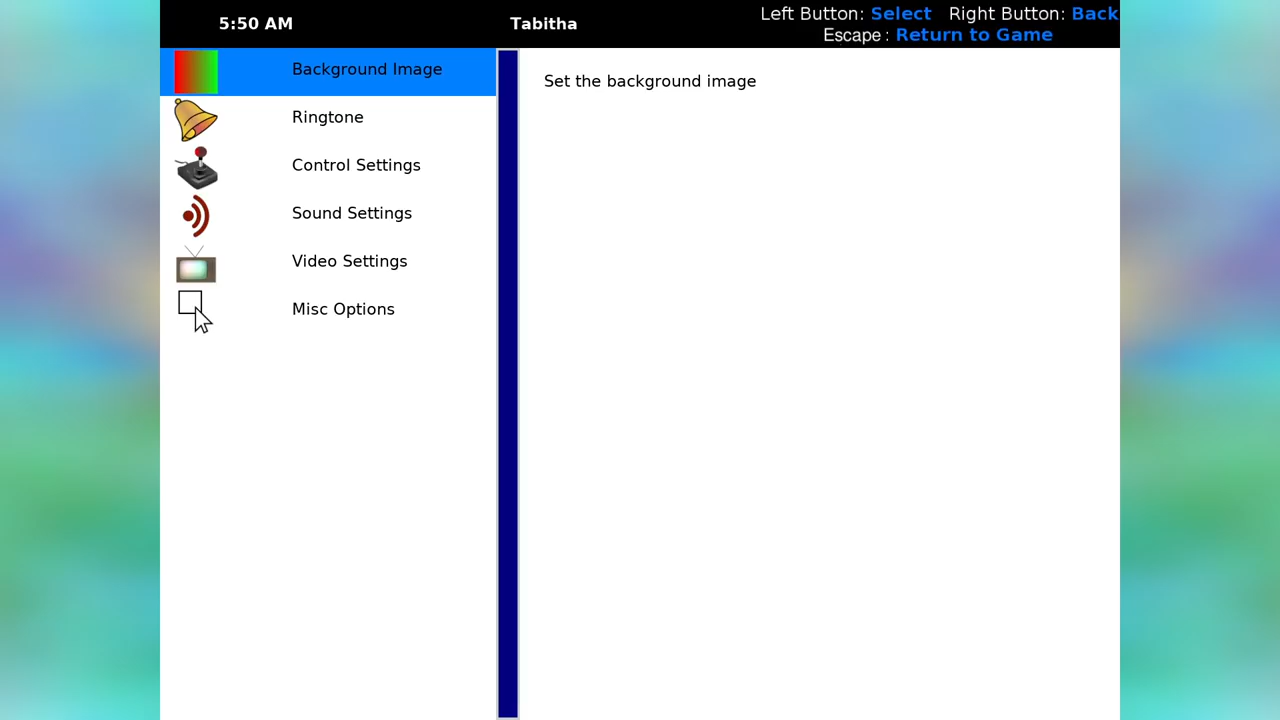 5:50 AM
Tabitha
Left Button: Select Right Button: Back
Escape : Return to Game
Background Image
Ringtone
Control Settings
Sound Settings
Video Settings
Misc Options
Set the background image